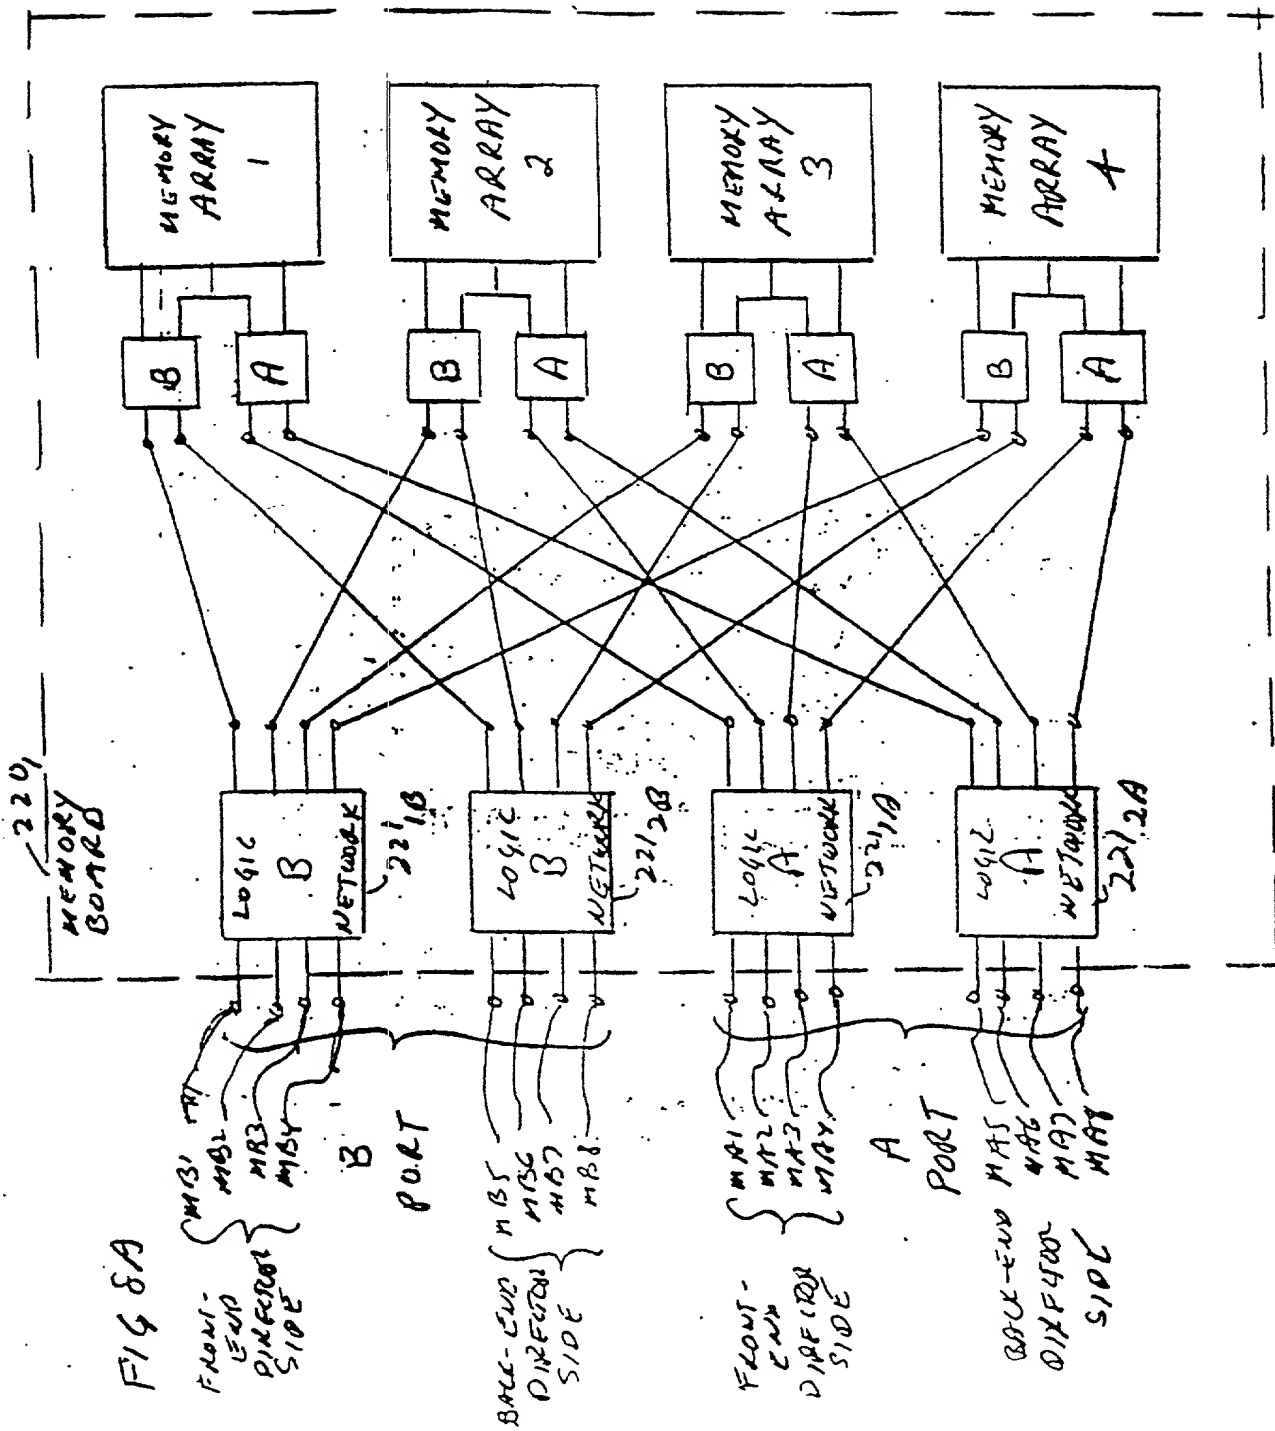 FIG 8A
220,
MEMORY
BOARD
MEMORY
ARRAY
1
MEMORY
ARRAY
2
MEMORY
ARRAY
3
MEMORY
ARRAY
4
B
A
B
A
B
A
B
A
LOGIC
B
NETWORK
221,1B
LOGIC
B
NETWORK
221,2B
LOGIC
A
NETWORK
221,1A
LOGIC
A
NETWORK
221,2A
MB1
MB2
MB3
MB4
FRONT-
END
DIRECTOR
SIDE
B
PORT
MB5
MB6
MB7
MB8
BACK-END
DIRECTOR
SIDE
MA1
MA2
MA3
MA4
FRONT-
END
DIRECTOR
SIDE
A
PORT
MA5
MA6
MA7
MA8
BACK-END
DIRECTOR
SIDE